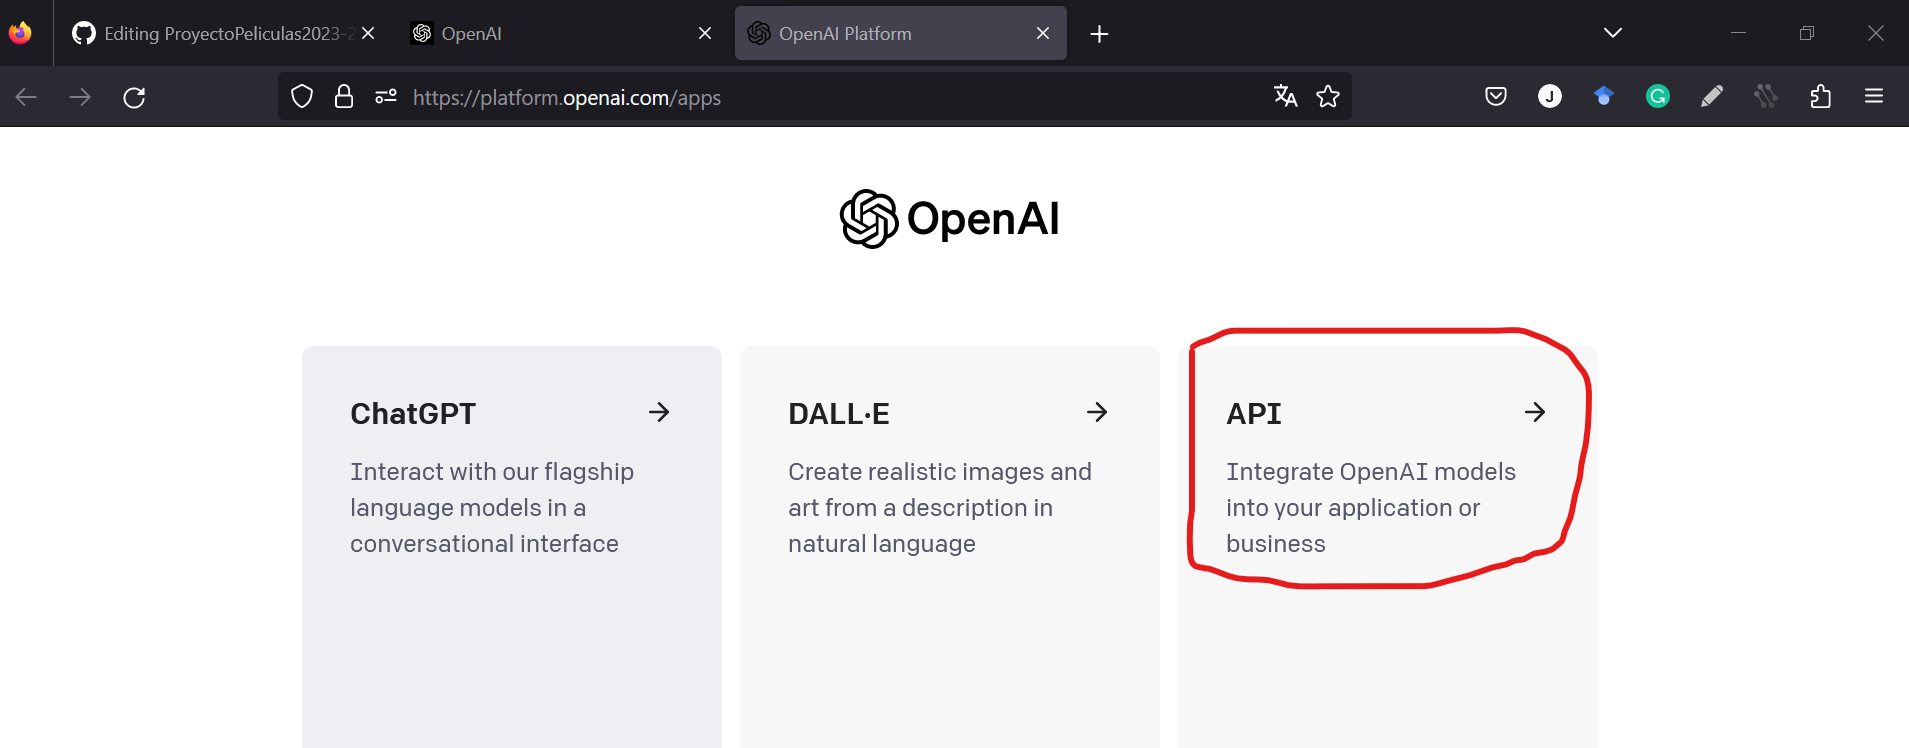 Editing ProyectoPeliculas2023-2
OpenAI
OpenAI Platform
https://platform.openai.com/apps
J
G
OpenAI
ChatGPT
Interact with our flagship
language models in a
conversational interface
DALL·E
Create realistic images and
art from a description in
natural language
API
Integrate OpenAI models
into your application or
business